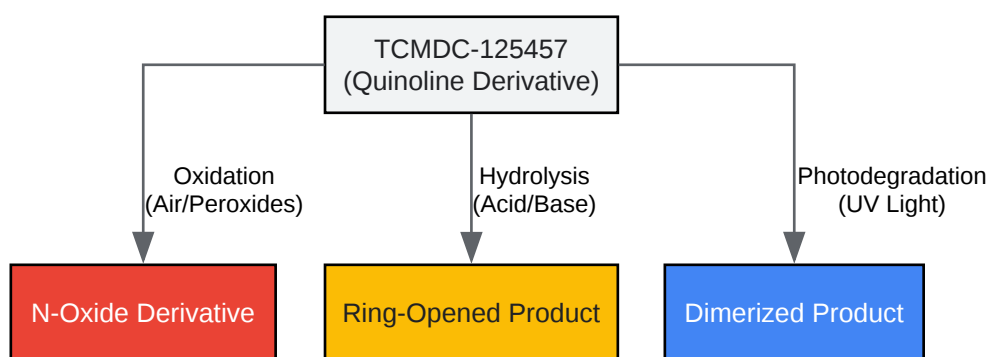 TCMDC-125457
(Quinoline Derivative)
Oxidation
(Air/Peroxides)
Hydrolysis
(Acid/Base)
Photodegradation
(UV Light)
N-Oxide Derivative
Ring-Opened Product
Dimerized Product